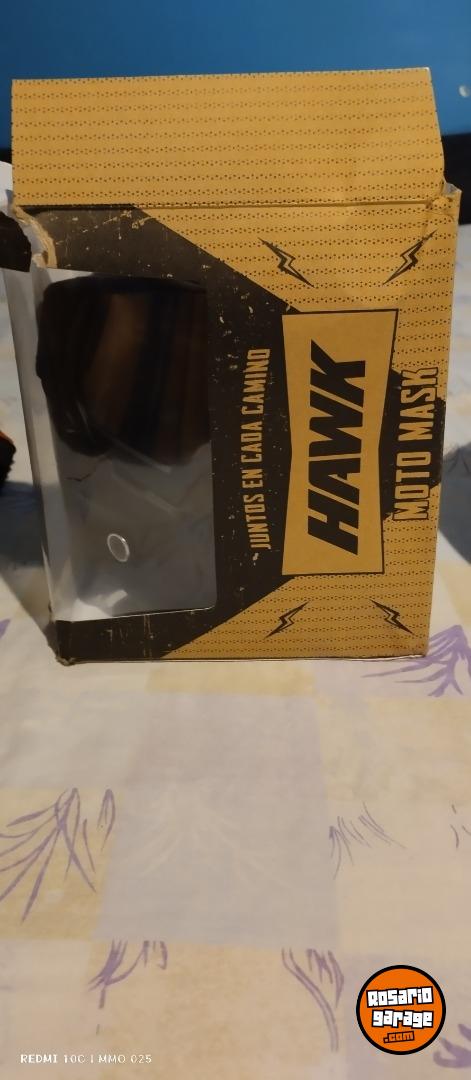 "JUNTOS EN CADA CAMINO
HAWK
MOTO MASK
Rosario
garage
.com
REDMI 10C | MMO 025